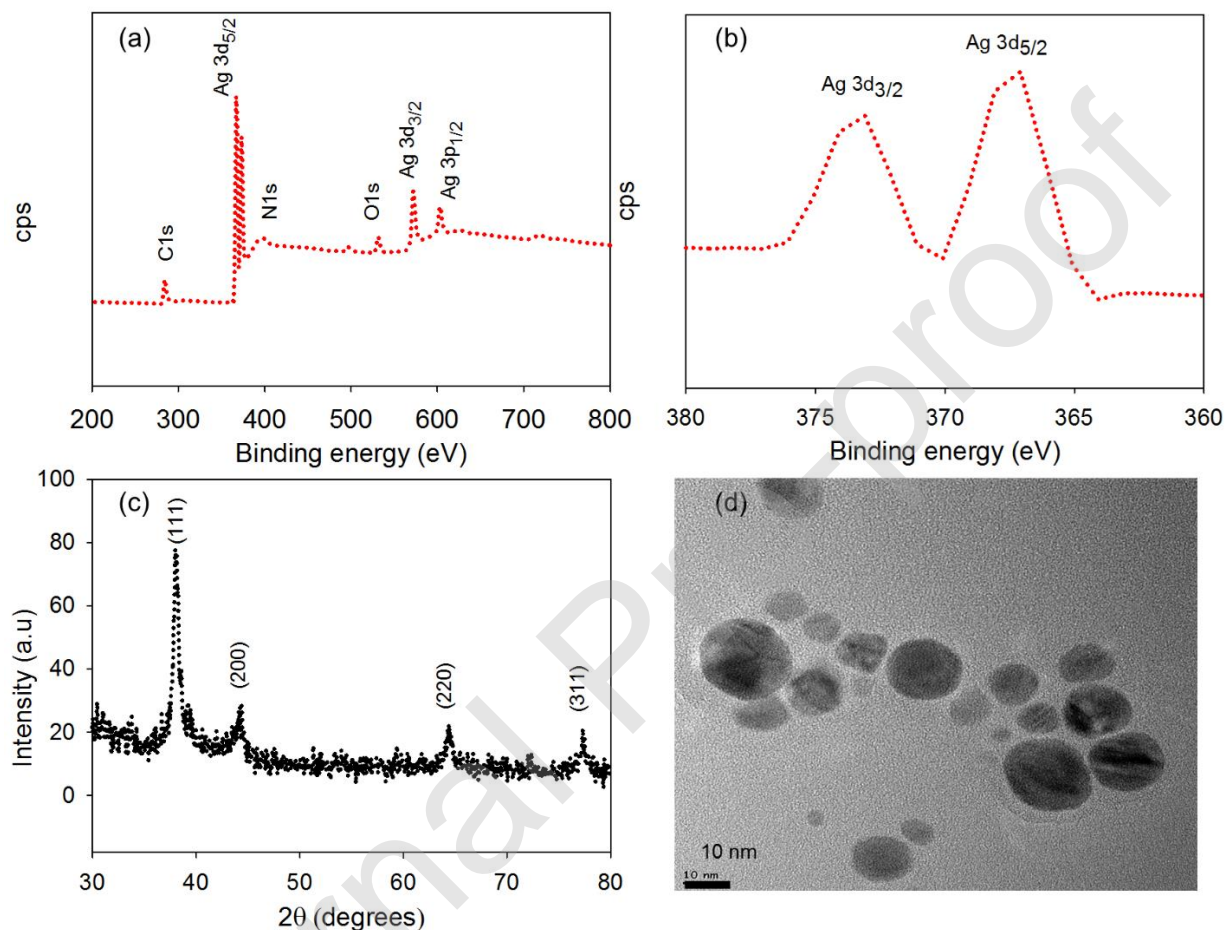 (a)
Ag 3d5/2
C1s
N1s
O1s
Ag 3d3/2
Ag 3p1/2
cps
200 300 400 500 600 700 800
Binding energy (eV)
(b)
Ag 3d3/2
Ag 3d5/2
cps
380 375 370 365 360
Binding energy (eV)
(c)
(111)
(200)
(220)
(311)
100
80
60
40
20
0
Intensity (a.u)
30 40 50 60 70 80
2θ (degrees)
(d)
10 nm
10 nm